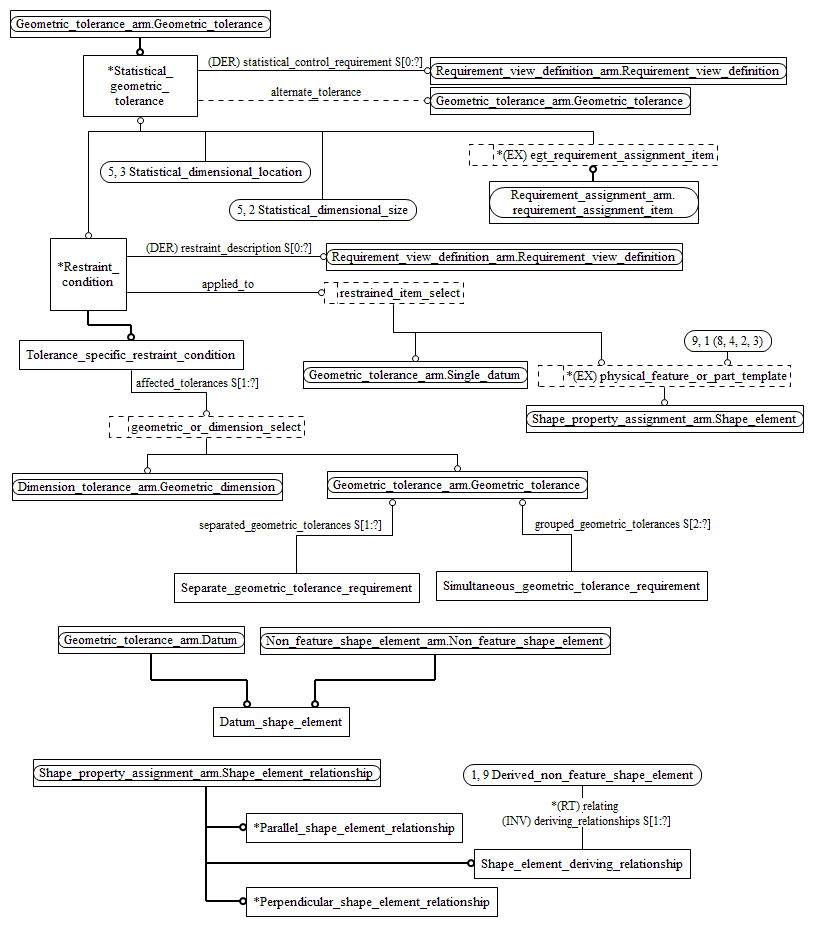 Geometric_tolerance_arm.Geometric_tolerance
*Statistical_
geometric_
tolerance
(DER) statistical_control_requirement S[0:?]
Requirement_view_definition_arm.Requirement_view_definition
alternate_tolerance
Geometric_tolerance_arm.Geometric_tolerance
5, 3 Statistical_dimensional_location
*(EX) egt_requirement_assignment_item
5, 2 Statistical_dimensional_size
Requirement_assignment_arm.
requirement_assignment_item
*Restraint_
condition
(DER) restraint_description S[0:?]
Requirement_view_definition_arm.Requirement_view_definition
applied_to
restrained_item_select
Tolerance_specific_restraint_condition
9, 1 (8, 4, 2, 3)
Geometric_tolerance_arm.Single_datum
*(EX) physical_feature_or_part_template
affected_tolerances S[1:?]
Shape_property_assignment_arm.Shape_element
geometric_or_dimension_select
Dimension_tolerance_arm.Geometric_dimension
Geometric_tolerance_arm.Geometric_tolerance
separated_geometric_tolerances S[1:?]
grouped_geometric_tolerances S[2:?]
Separate_geometric_tolerance_requirement
Simultaneous_geometric_tolerance_requirement
Geometric_tolerance_arm.Datum
Non_feature_shape_element_arm.Non_feature_shape_element
Datum_shape_element
Shape_property_assignment_arm.Shape_element_relationship
1, 9 Derived_non_feature_shape_element
*(RT) relating
(INV) deriving_relationships S[1:?]
*Parallel_shape_element_relationship
Shape_element_deriving_relationship
*Perpendicular_shape_element_relationship